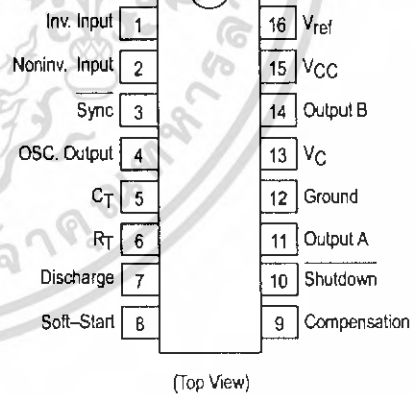 Inv. Input 1 16 Vref
Noninv. Input 2 15 VCC
Sync 3 14 Output B
OSC. Output 4 13 VC
CT 5 12 Ground
RT 6 11 Output A
Discharge 7 10 Shutdown
Soft–Start 8 9 Compensation
(Top View)